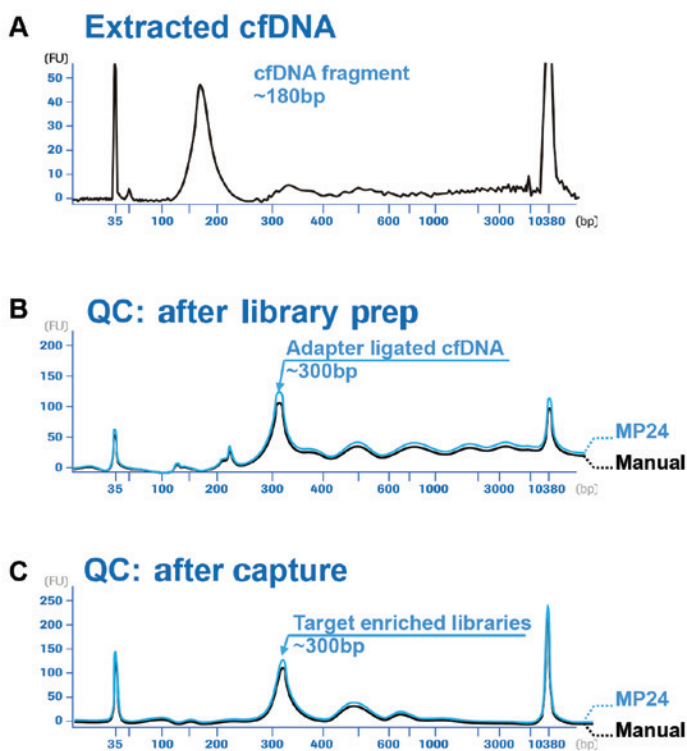 A
Extracted cfDNA
(FU)
cfDNA fragment
~180bp
50
40
30
20
10
0
35 100 200 300 400 600 1000 3000 10380 (bp)
B
QC: after library prep
(FU)
200
150
100
50
0
Adapter ligated cfDNA
~300bp
MP24
Manual
35 100 200 300 400 600 1000 3000 10380 (bp)
C
QC: after capture
(FU)
250
200
150
100
50
0
Target enriched libraries
~300bp
MP24
Manual
35 100 200 300 400 600 1000 3000 10380 (bp)